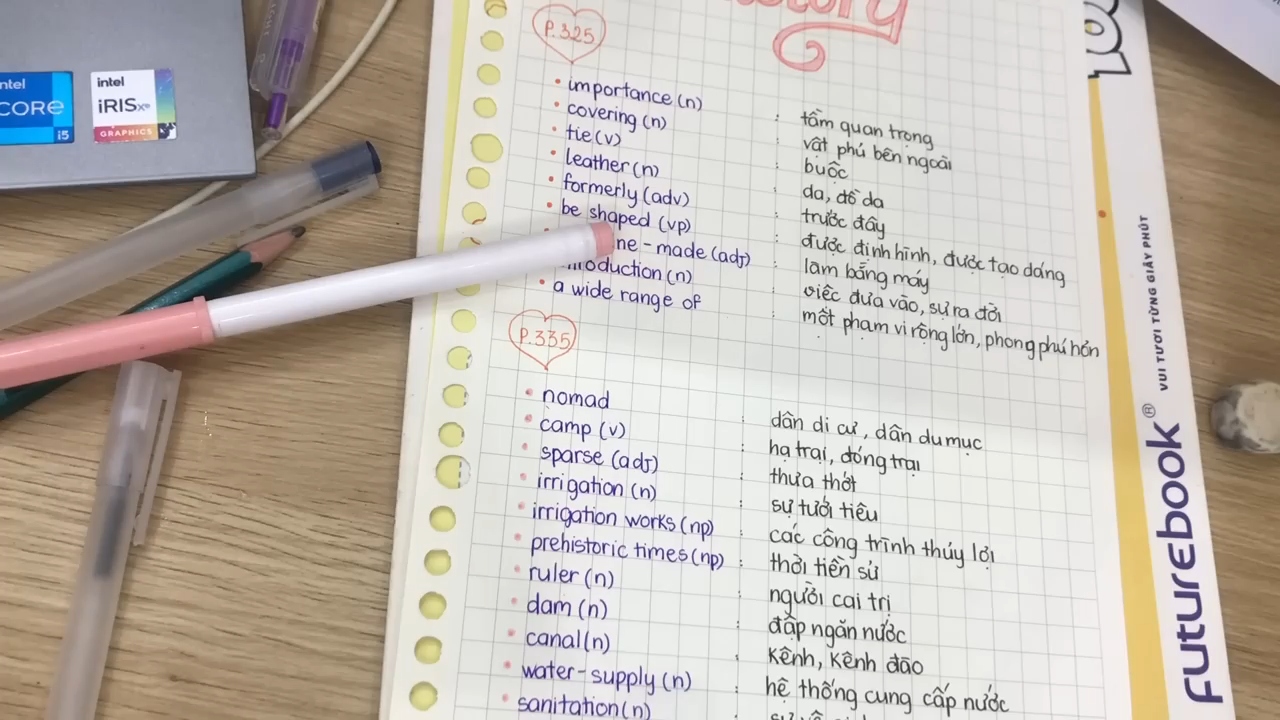 intel
CORE
i5
intel
iRIS xe
GRAPHICS
P.325
importance (n) : tầm quan trọng
covering (n) : vật phủ bên ngoài
tie (v) : buộc
leather (n) : da, đồ da
formerly (adv) : trước đây
be shaped (vp) : được định hình, được tạo dáng
ne-made (adj) : làm bằng máy
oduction (n) : việc đưa vào, sự ra đời
a wide range of : một phạm vi rộng lớn, phong phú hơn
P.335
nomad : dân di cư, dân du mục
camp (v) : hạ trại, đóng trại
sparse (adj) : thưa thớt
irrigation (n) : sự tưới tiêu
irrigation works (np) : các công trình thủy lợi
prehistoric times (np) : thời tiền sử
ruler (n) : người cai trị
dam (n) : đập ngăn nước
canal (n) : kênh, kênh đào
water-supply (n) : hệ thống cung cấp nước
sanitation (n)
VUI TƯƠI TỪNG GIÂY PHÚT
Futurebook ®